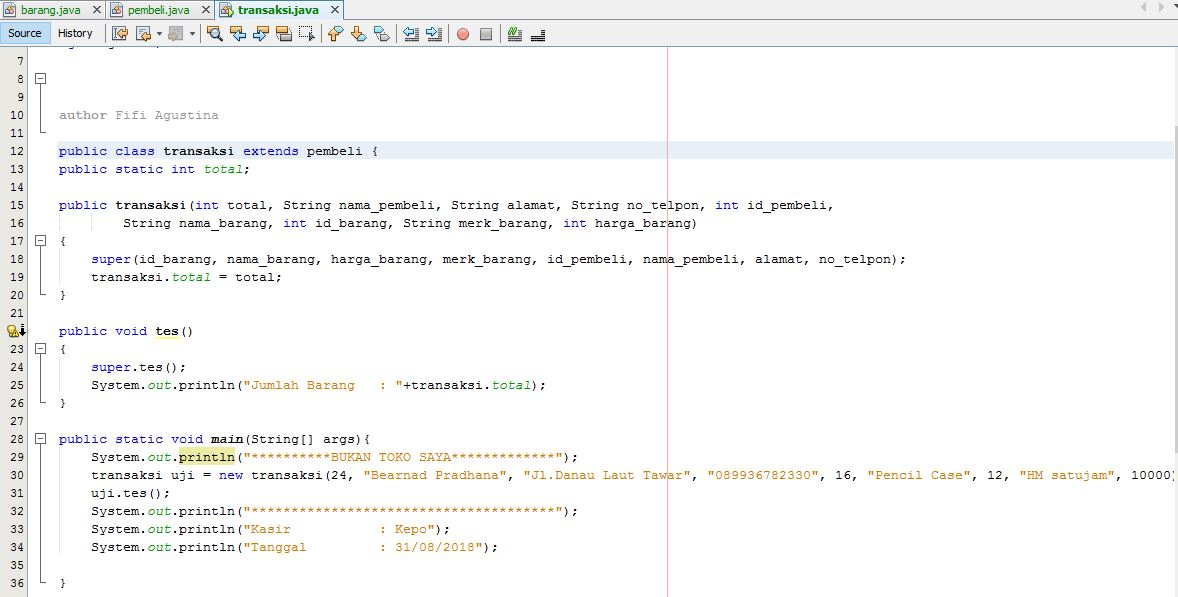 barang.java pembeli.java transaksi.java
Source History
7
8
9
10 author Fifi Agustina
11
12 public class transaksi extends pembeli {
13 public static int total;
14
15 public transaksi(int total, String nama_pembeli, String alamat, String no_telpon, int id_pembeli,
16 String nama_barang, int id_barang, String merk_barang, int harga_barang)
17 {
18 super(id_barang, nama_barang, harga_barang, merk_barang, id_pembeli, nama_pembeli, alamat, no_telpon);
19 transaksi.total = total;
20 }
21
public void tes()
23 {
24 super.tes();
25 System.out.println("Jumlah Barang   : "+transaksi.total);
26 }
27
28 public static void main(String[] args){
29 System.out.println("**********BUKAN TOKO SAYA*************");
30 transaksi uji = new transaksi(24, "Bearnad Pradhana", "Jl.Danau Laut Tawar", "089936782330", 16, "Pencil Case", 12, "HM satujam", 10000)
31 uji.tes();
32 System.out.println("**************************************");
33 System.out.println("Kasir           : Kepo");
34 System.out.println("Tanggal         : 31/08/2018");
35
36 }